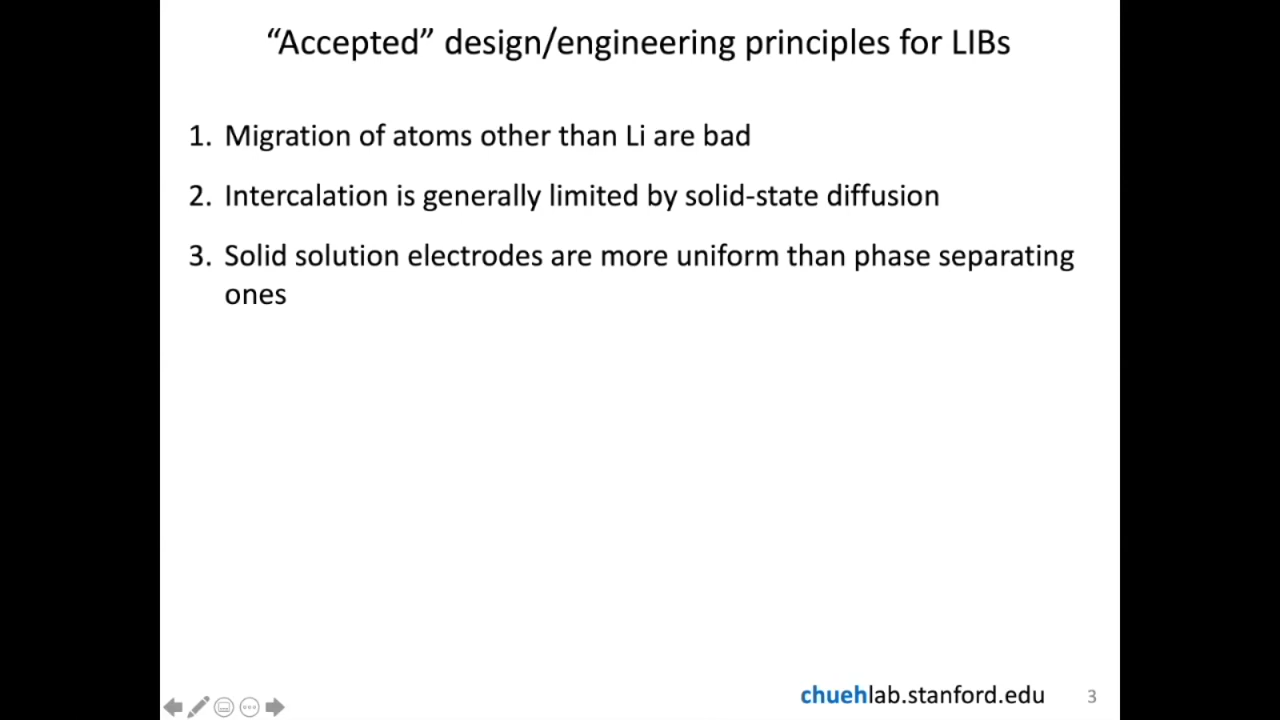 “Accepted” design/engineering principles for LIBs
1. Migration of atoms other than Li are bad
2. Intercalation is generally limited by solid-state diffusion
3. Solid solution electrodes are more uniform than phase separating
ones
chuehlab.stanford.edu
3